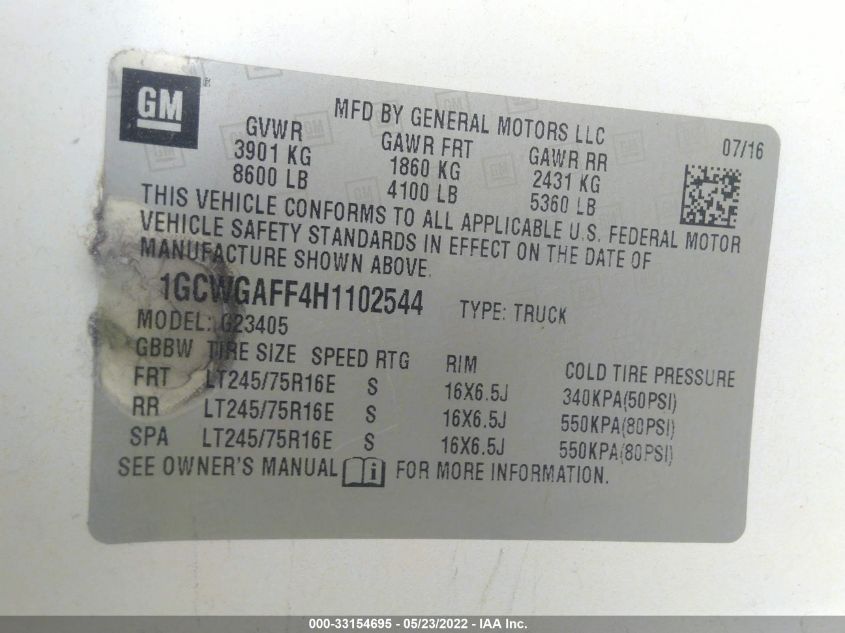 GM
MFD BY GENERAL MOTORS LLC
07/16
GVWR GAWR FRT GAWR RR
3901 KG 1860 KG 2431 KG
8600 LB 4100 LB 5360 LB
THIS VEHICLE CONFORMS TO ALL APPLICABLE U.S. FEDERAL MOTOR
VEHICLE SAFETY STANDARDS IN EFFECT ON THE DATE OF
MANUFACTURE SHOWN ABOVE.
1GCWGAFF4H1102544 TYPE: TRUCK
MODEL: G23405
GBBW TIRE SIZE SPEED RTG RIM COLD TIRE PRESSURE
FRT LT245/75R16E S 16X6.5J 340KPA(50PSI)
RR LT245/75R16E S 16X6.5J 550KPA(80PSI)
SPA LT245/75R16E S 16X6.5J 550KPA(80PSI)
SEE OWNER'S MANUAL i FOR MORE INFORMATION.
000-33154695 - 05/23/2022 - IAA Inc.